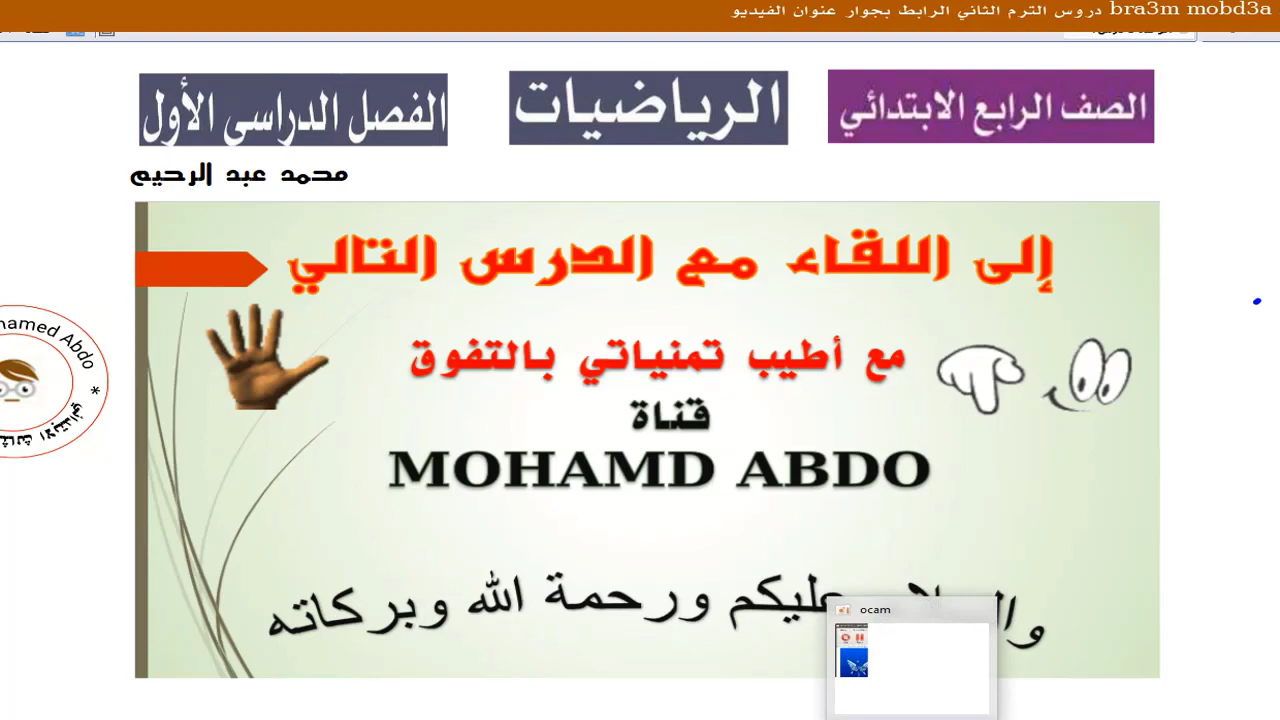 bra3m mobd3a دروس الترم الثاني الرابط بجوار عنوان الفيديو
الصف الرابع الابتدائي
الرياضيات
الفصل الدراسى الأول
محمد عبد الرحيم
إلى اللقاء مع الدرس التالي
مع أطيب تمنياتي بالتفوق
قناة
MOHAMD ABDO
عليكم ورحمة الله وبركاته
ocam
Abdo